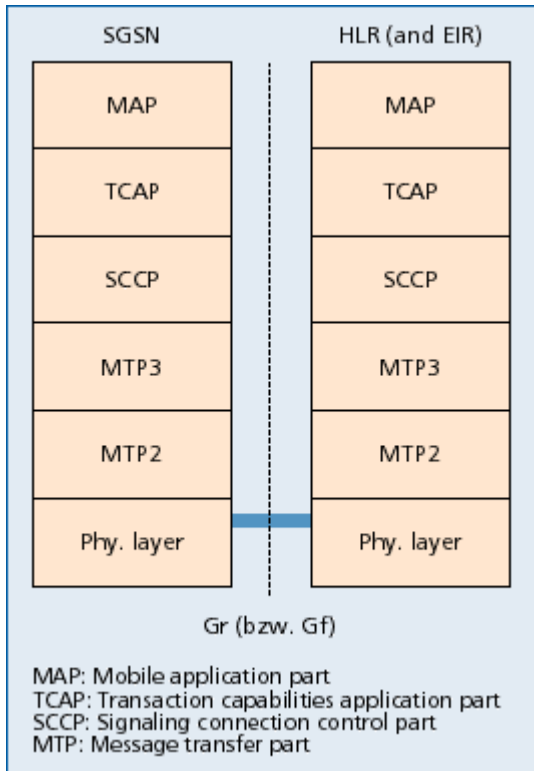 SGSN HLR (and EIR)
MAP MAP
TCAP TCAP
SCCP SCCP
MTP3 MTP3
MTP2 MTP2
Phy. layer Phy. layer
Gr (bzw. Gf)
MAP: Mobile application part
TCAP: Transaction capabilities application part
SCCP: Signaling connection control part
MTP: Message transfer part